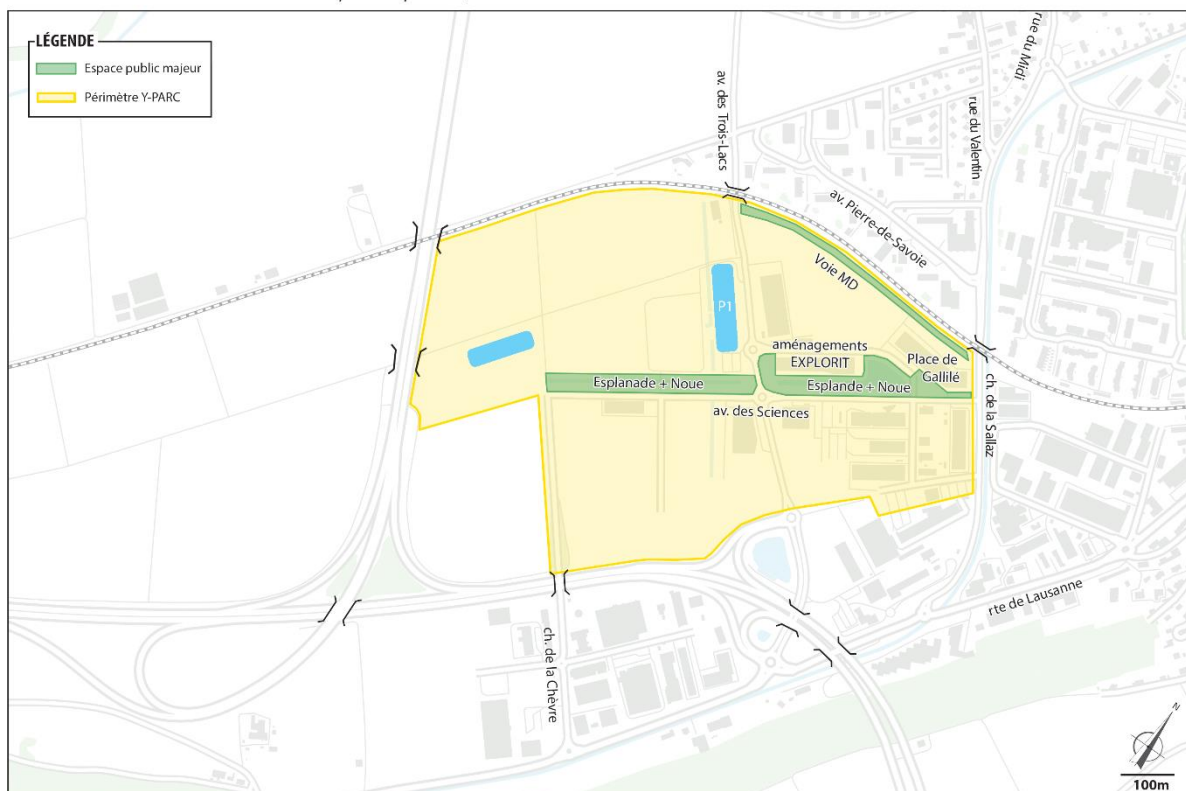 LÉGENDE
Espace public majeur
Périmètre Y-PARC
av. des Trois-Lacs
rue du Midi
rue du Valentin
av. Pierre-de-Savoie
Voie MD
P1
aménagements
EXPLORIT
Place de
Gallilé
Esplanade + Noue
Esplande + Noue
av. des Sciences
ch. de la Sallaz
rte de Lausanne
ch. de la Chèvre
N
100m